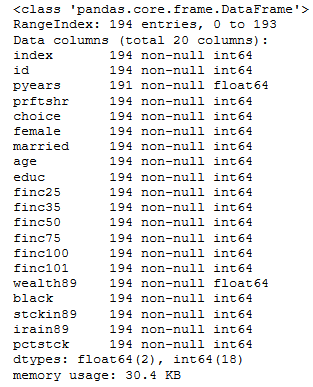 <class 'pandas.core.frame.DataFrame'>
RangeIndex: 194 entries, 0 to 193
Data columns (total 20 columns):
index       194 non-null int64
id          194 non-null int64
pyears      191 non-null float64
prftshr     194 non-null int64
choice      194 non-null int64
female      194 non-null int64
married     194 non-null int64
age         194 non-null int64
educ        194 non-null int64
finc25      194 non-null int64
finc35      194 non-null int64
finc50      194 non-null int64
finc75      194 non-null int64
finc100     194 non-null int64
finc101     194 non-null int64
wealth89    194 non-null float64
black       194 non-null int64
stckin89    194 non-null int64
irain89     194 non-null int64
pctstck     194 non-null int64
dtypes: float64(2), int64(18)
memory usage: 30.4 KB